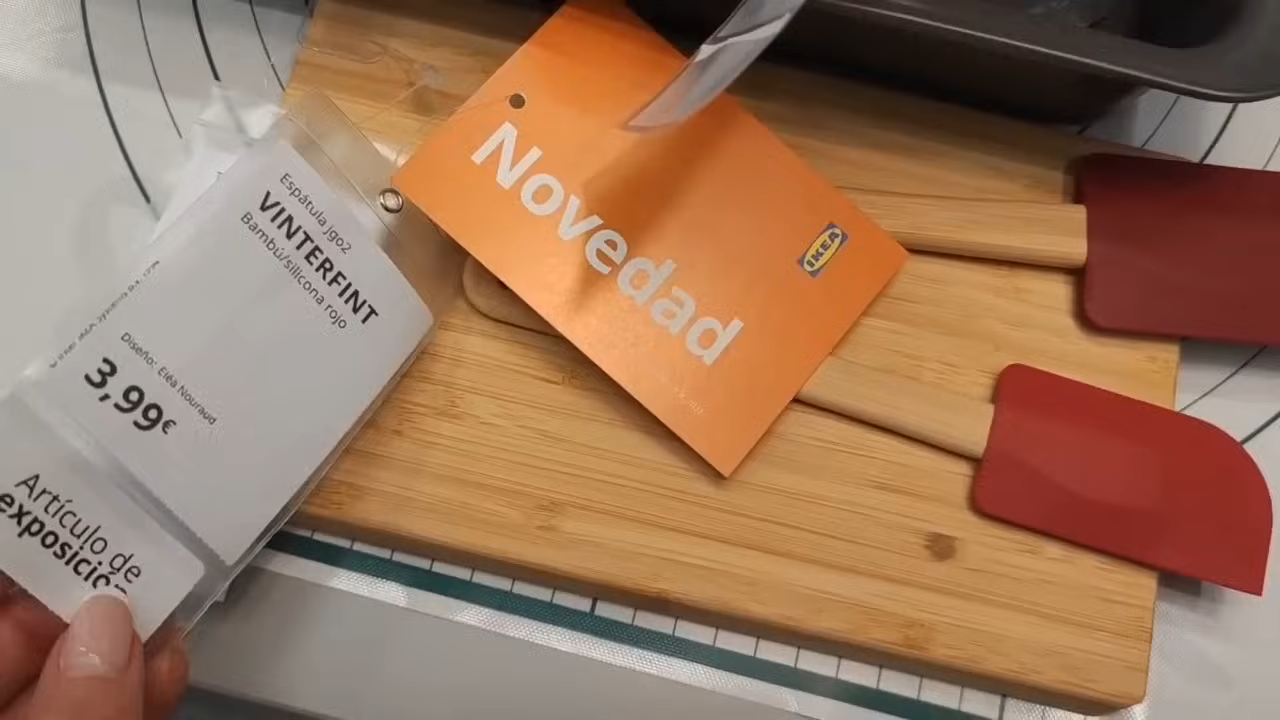 Espátula jgo2
VINTERFINT
Bambú/silicona rojo
Diseño: Eléa Nouraud
3,99€
Artículo de
exposición
Novedad
IKEA